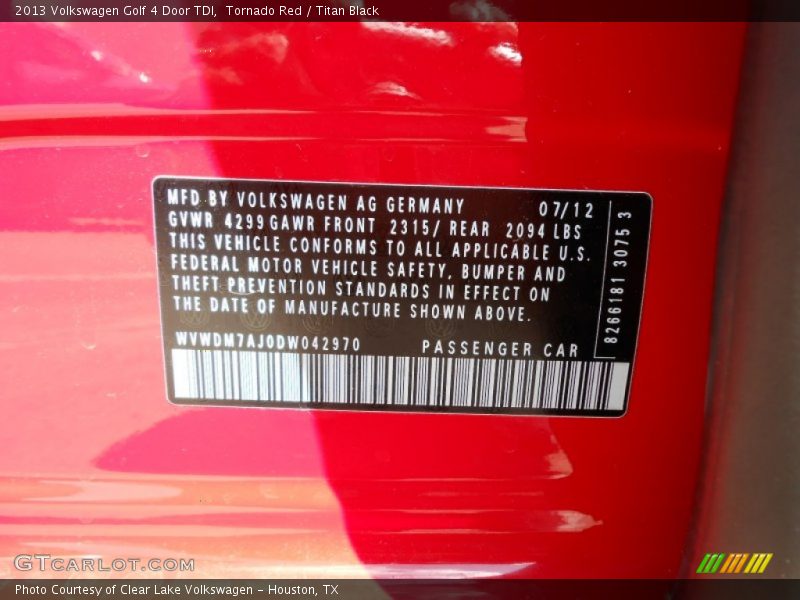 2013 Volkswagen Golf 4 Door TDI, Tornado Red / Titan Black
MFD BY VOLKSWAGEN AG GERMANY 07/12
GVWR 4299 GAWR FRONT 2315/ REAR 2094 LBS
THIS VEHICLE CONFORMS TO ALL APPLICABLE U.S.
FEDERAL MOTOR VEHICLE SAFETY, BUMPER AND
THEFT PREVENTION STANDARDS IN EFFECT ON
THE DATE OF MANUFACTURE SHOWN ABOVE.
WVWDM7AJ0DW042970 PASSENGER CAR
8266181 3075 3
GTCARLOT.COM
Photo Courtesy of Clear Lake Volkswagen - Houston, TX